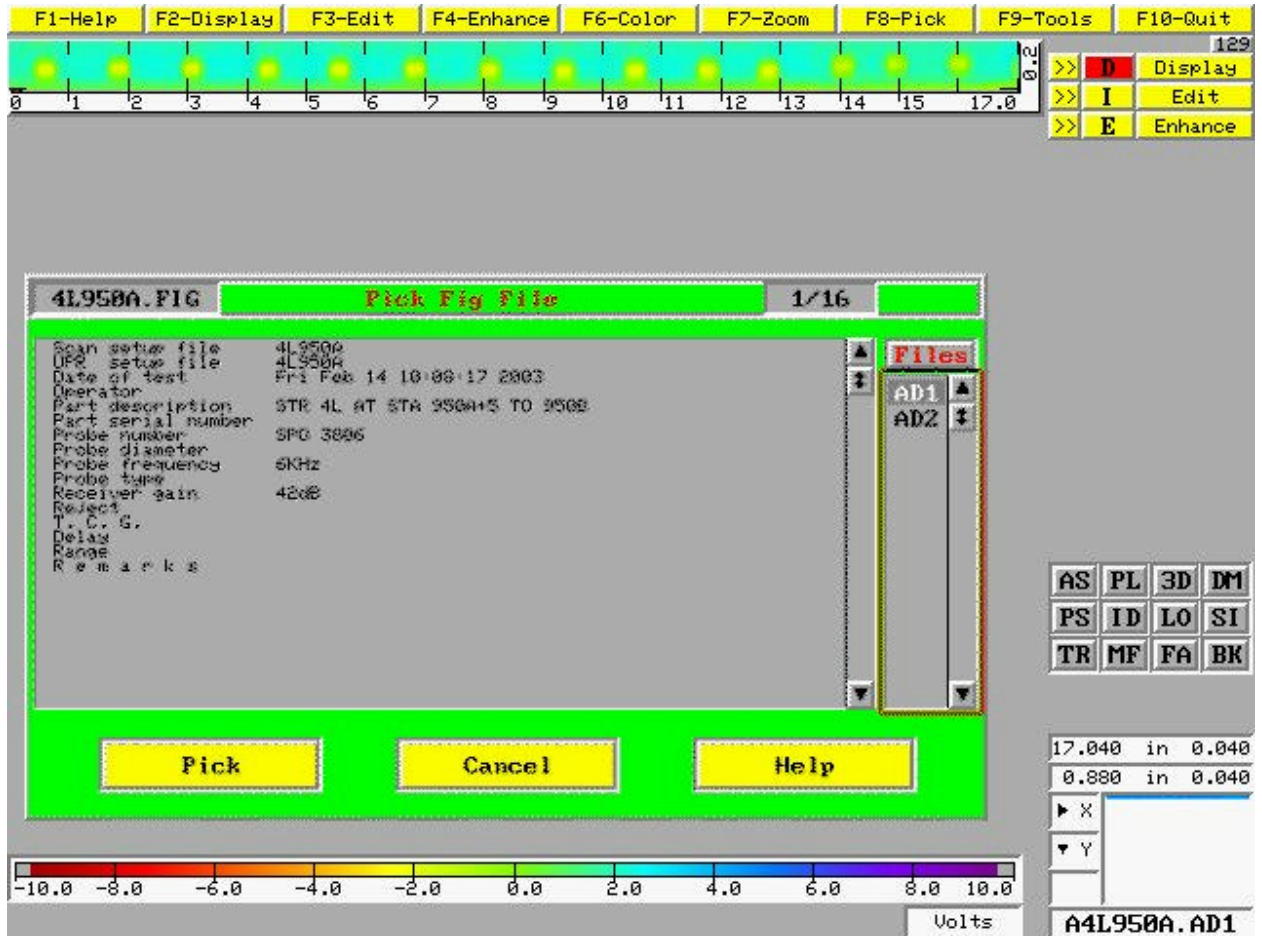 F1-Help F2-Display F3-Edit F4-Enhance F6-Color F7-Zoom F8-Pick F9-Tools F10-Quit
129
0.2
>> D Display
0 1 2 3 4 5 6 7 8 9 10 11 12 13 14 15 17.0
>> I Edit
>> E Enhance
4L950A.FIG Pick Fig File 1/16
Scan setup file 4L950A
UPR setup file 4L950A
Date of test Fri Feb 14 10:08:17 2003
Operator
Part description STR 4L AT STA 950A+5 TO 950B
Part serial number
Probe number SPO 3806
Probe diameter
Probe frequency 6KHz
Probe type
Receiver gain 42dB
Reject
T. C. G.
Delay
Range
R e m a r k s
Files
AD1
AD2
AS PL 3D DM
PS ID LO SI
TR MF FA BK
Pick Cancel Help
17.040 in 0.040
0.880 in 0.040
X
Y
-10.0 -8.0 -6.0 -4.0 -2.0 0.0 2.0 4.0 6.0 8.0 10.0
Volts
A4L950A.AD1